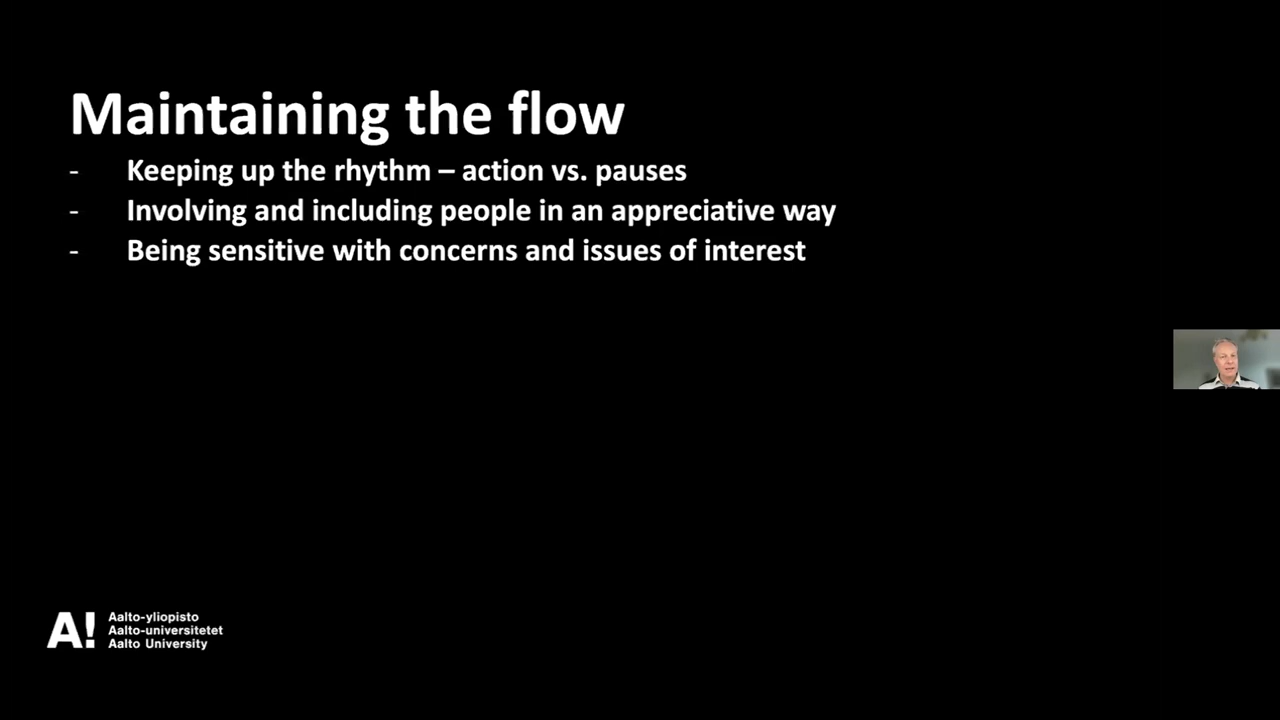 Maintaining the flow
- Keeping up the rhythm – action vs. pauses
- Involving and including people in an appreciative way
- Being sensitive with concerns and issues of interest
A!
Aalto-yliopisto
Aalto-universitetet
Aalto University